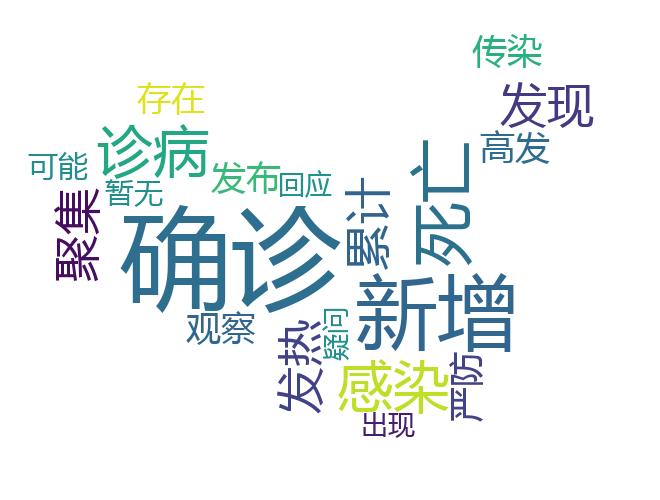 传染
存在
发现
诊病
高发
可能
暂无
发布
回应
死亡
累计
聚集
确诊
新增
观察
疑问
发热
感染
严防
出现